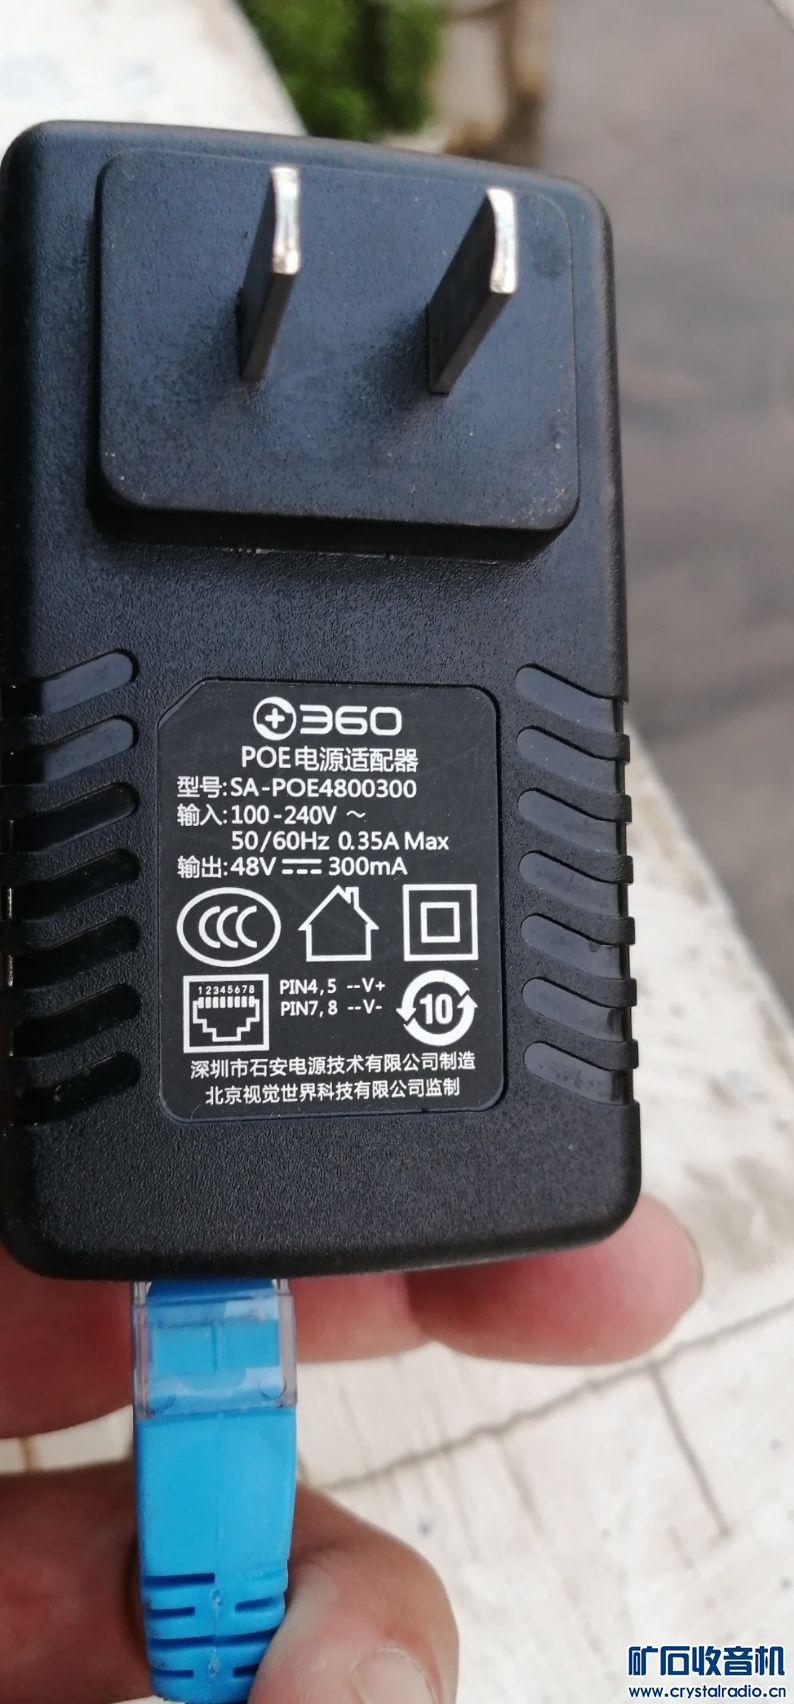 360
POE电源适配器
型号:SA-POE4800300
输入:100-240V ～
50/60Hz 0.35A Max
输出:48V ⎓ 300mA
CCC
12345678
PIN4,5 --V+
PIN7,8 --V-
10
深圳市石安电源技术有限公司制造
北京视觉世界科技有限公司监制
矿石收音机
www.crystalradio.cn